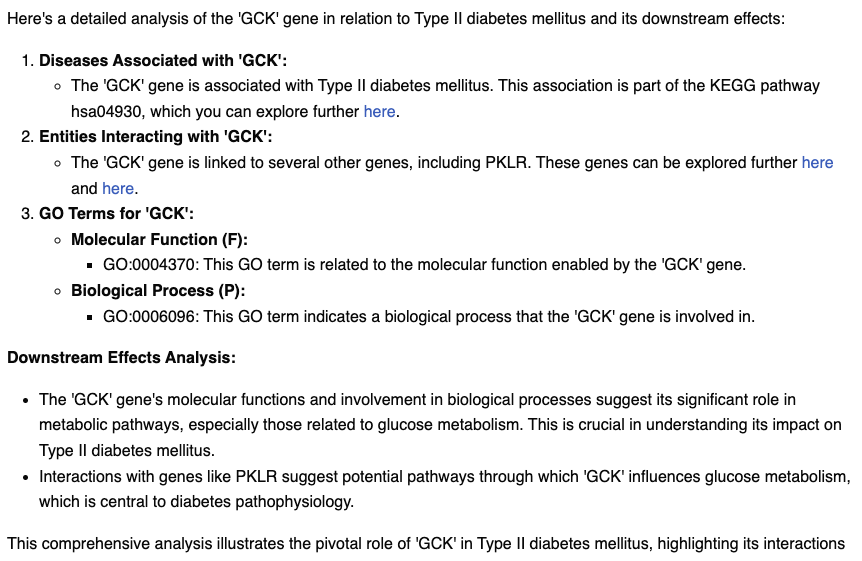 Here's a detailed analysis of the 'GCK' gene in relation to Type II diabetes mellitus and its downstream effects:
1. Diseases Associated with 'GCK':
◦ The 'GCK' gene is associated with Type II diabetes mellitus. This association is part of the KEGG pathway
hsa04930, which you can explore further here.
2. Entities Interacting with 'GCK':
◦ The 'GCK' gene is linked to several other genes, including PKLR. These genes can be explored further here
and here.
3. GO Terms for 'GCK':
◦ Molecular Function (F):
▪ GO:0004370: This GO term is related to the molecular function enabled by the 'GCK' gene.
◦ Biological Process (P):
▪ GO:0006096: This GO term indicates a biological process that the 'GCK' gene is involved in.
Downstream Effects Analysis:
• The 'GCK' gene's molecular functions and involvement in biological processes suggest its significant role in
metabolic pathways, especially those related to glucose metabolism. This is crucial in understanding its impact on
Type II diabetes mellitus.
• Interactions with genes like PKLR suggest potential pathways through which 'GCK' influences glucose metabolism,
which is central to diabetes pathophysiology.
This comprehensive analysis illustrates the pivotal role of 'GCK' in Type II diabetes mellitus, highlighting its interactions